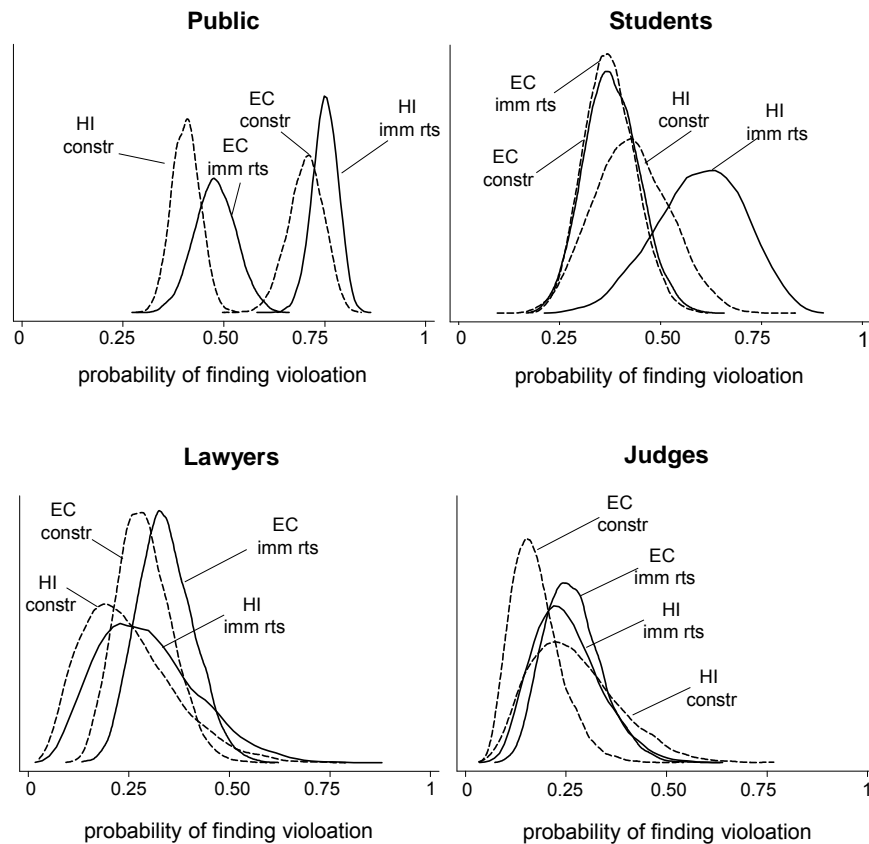 Public
HI
constr
EC
imm rts
EC
constr
HI
imm rts
0
0.25
0.50
0.75
1
probability of finding violoation
Students
EC
imm rts
EC
constr
HI
constr
HI
imm rts
0
0.25
0.50
0.75
1
probability of finding violoation
Lawyers
EC
constr
HI
constr
EC
imm rts
HI
imm rts
0
0.25
0.50
0.75
1
probability of finding violoation
Judges
EC
constr
EC
imm rts
HI
imm rts
HI
constr
0
0.25
0.50
0.75
1
probability of finding violoation